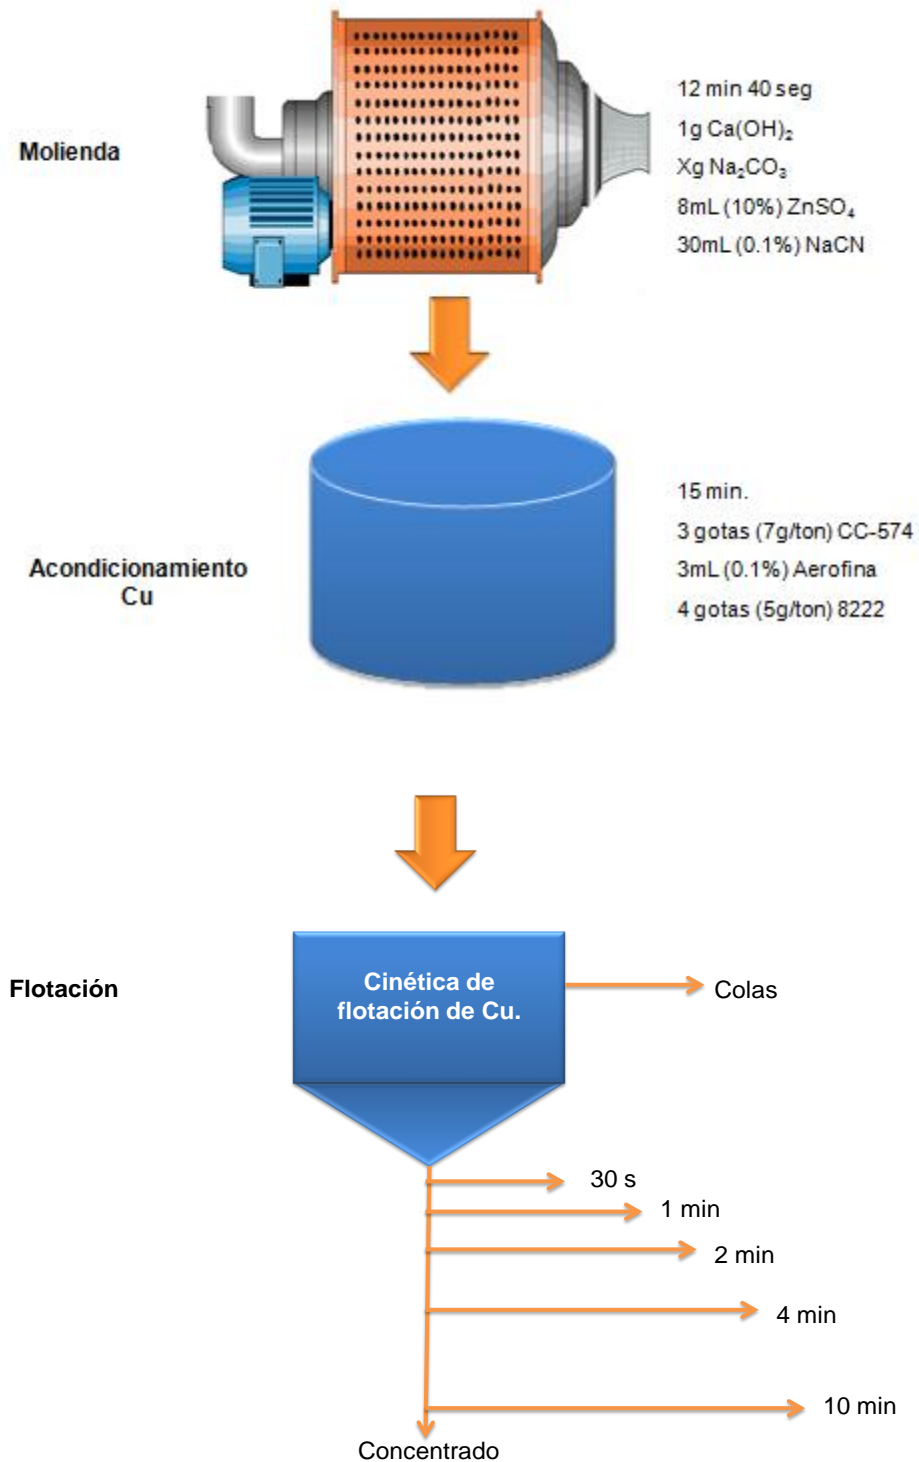 Molienda
12 min 40 seg
1g Ca(OH)₂
Xg Na₂CO₃
8mL (10%) ZnSO₄
30mL (0.1%) NaCN
Acondicionamiento
Cu
15 min.
3 gotas (7g/ton) CC-574
3mL (0.1%) Aerofina
4 gotas (5g/ton) 8222
Flotación
Cinética de
flotación de Cu.
Colas
30 s
1 min
2 min
4 min
10 min
Concentrado